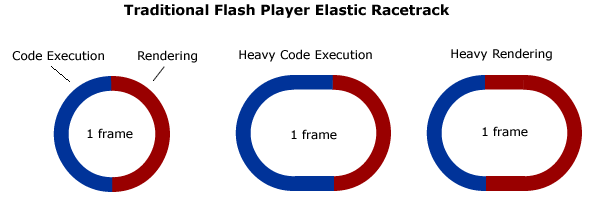 Traditional Flash Player Elastic Racetrack
Code Execution
Rendering
Heavy Code Execution
Heavy Rendering
1 frame
1 frame
1 frame